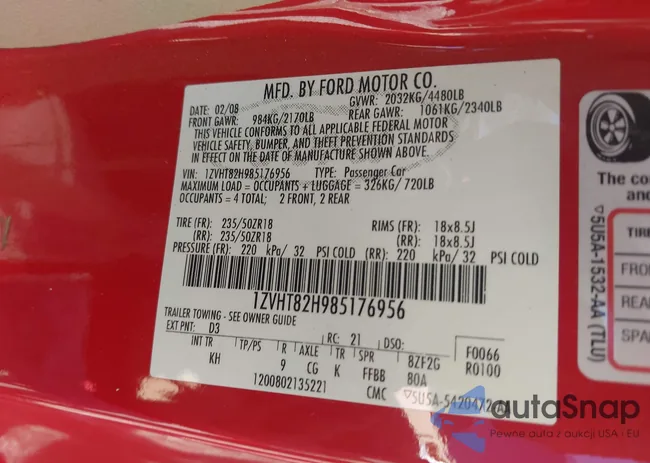 MFD. BY FORD MOTOR CO.
DATE: 02/08 GVWR: 2032KG/4480LB
FRONT GAWR: 984KG/2170LB REAR GAWR: 1061KG/2340LB
THIS VEHICLE CONFORMS TO ALL APPLICABLE FEDERAL MOTOR
VEHICLE SAFETY, BUMPER, AND THEFT PREVENTION STANDARDS
IN EFFECT ON THE DATE OF MANUFACTURE SHOWN ABOVE.
VIN: 1ZVHT82H985176956 TYPE: Passenger Car
MAXIMUM LOAD = OCCUPANTS + LUGGAGE = 326KG/720LB
OCCUPANTS = 4 TOTAL; 2 FRONT, 2 REAR
TIRE (FR): 235/50ZR18 RIMS (FR): 18x8.5J
(RR): 235/50ZR18 (RR): 18x8.5J
PRESSURE (FR): 220 kPa/ 32 PSI COLD (RR): 220 kPa/ 32 PSI COLD
1ZVHT82H985176956
TRAILER TOWING - SEE OWNER GUIDE
EXT PNT: D3 RC: 21 DSO: F0066
INT TR TP/PS R AXLE TR SPR 8ZF2G R0100
KH 9 CG K FFBB BOA
1200802135221 CMC
The co
and
TIRE
FRO
REA
SPA
5U5A-1532-AA (TLU)
autaSnap
Pewne auta z aukcji USA - EU